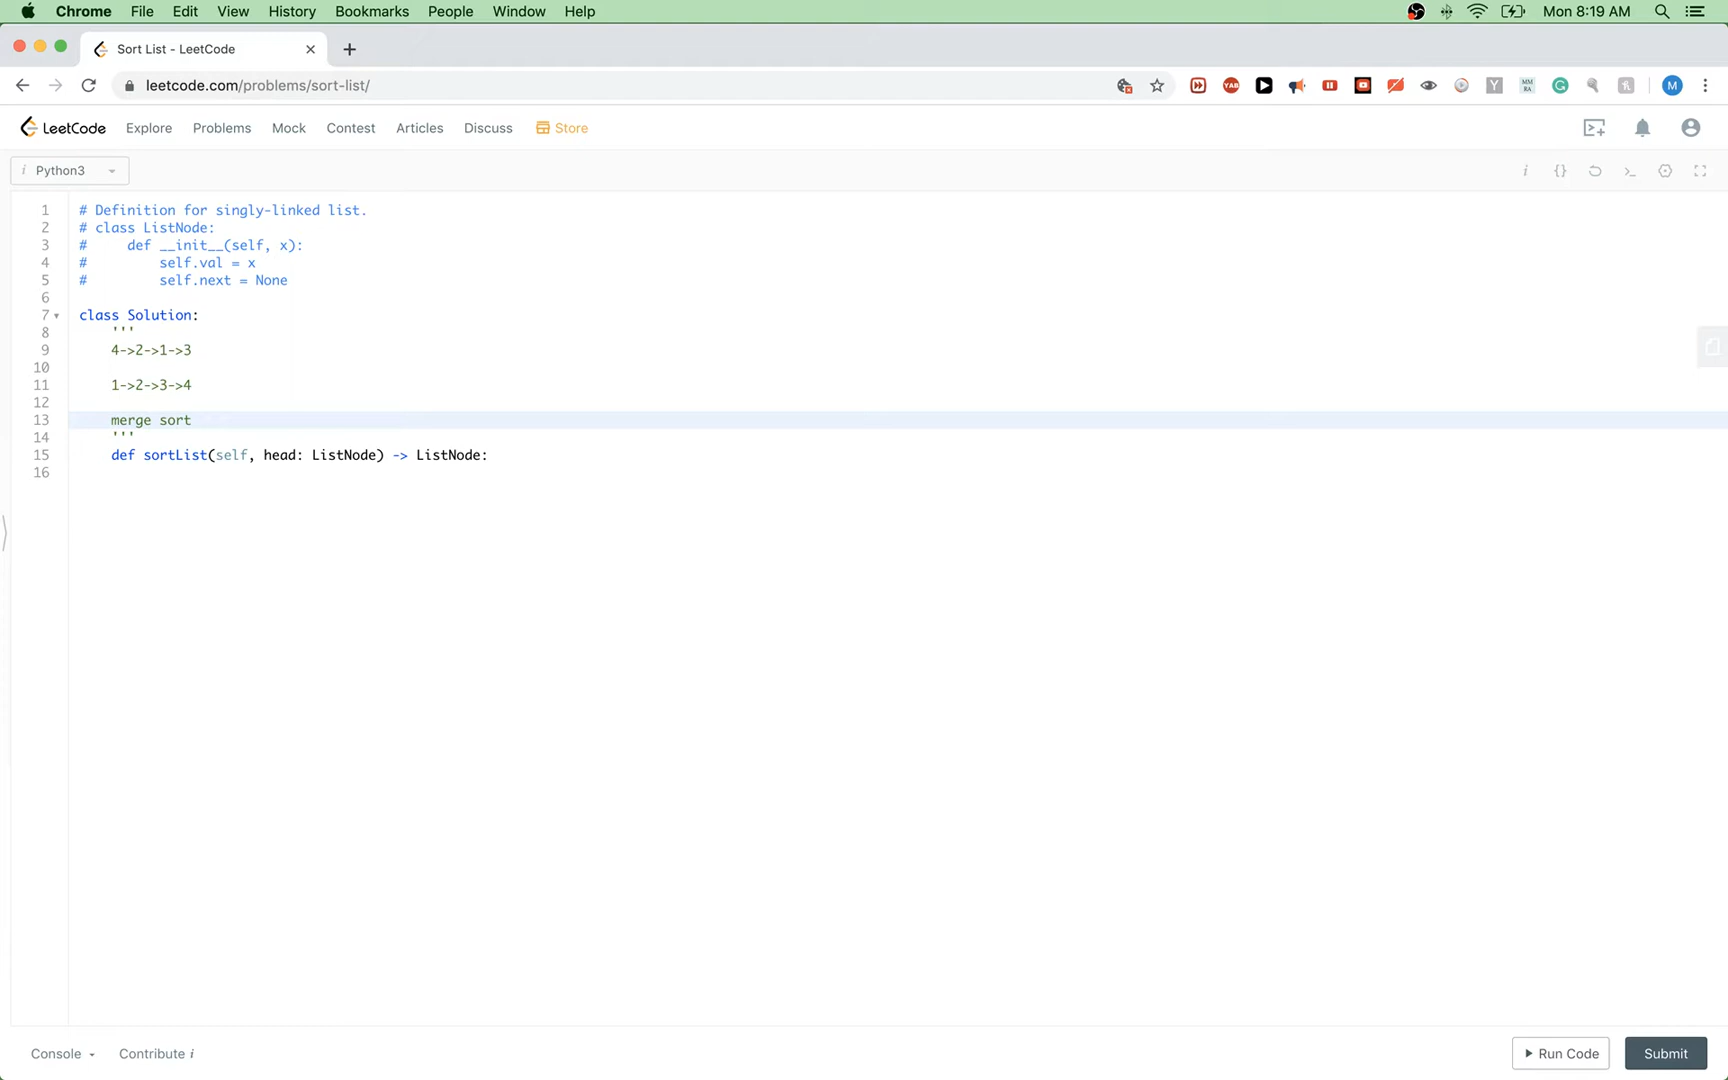 Chrome File Edit View History Bookmarks People Window Help Mon 8:19 AM
Sort List - LeetCode
leetcode.com/problems/sort-list/
YAB
Y
MM
RA
G
M
LeetCode Explore Problems Mock Contest Articles Discuss Store
i Python3
i {} >_
1 # Definition for singly-linked list.
2 # class ListNode:
3 #     def __init__(self, x):
4 #         self.val = x
5 #         self.next = None
6
7 class Solution:
8     '''
9     4->2->1->3
10
11     1->2->3->4
12
13     merge sort
14     '''
15     def sortList(self, head: ListNode) -> ListNode:
16
Console Contribute i Run Code Submit